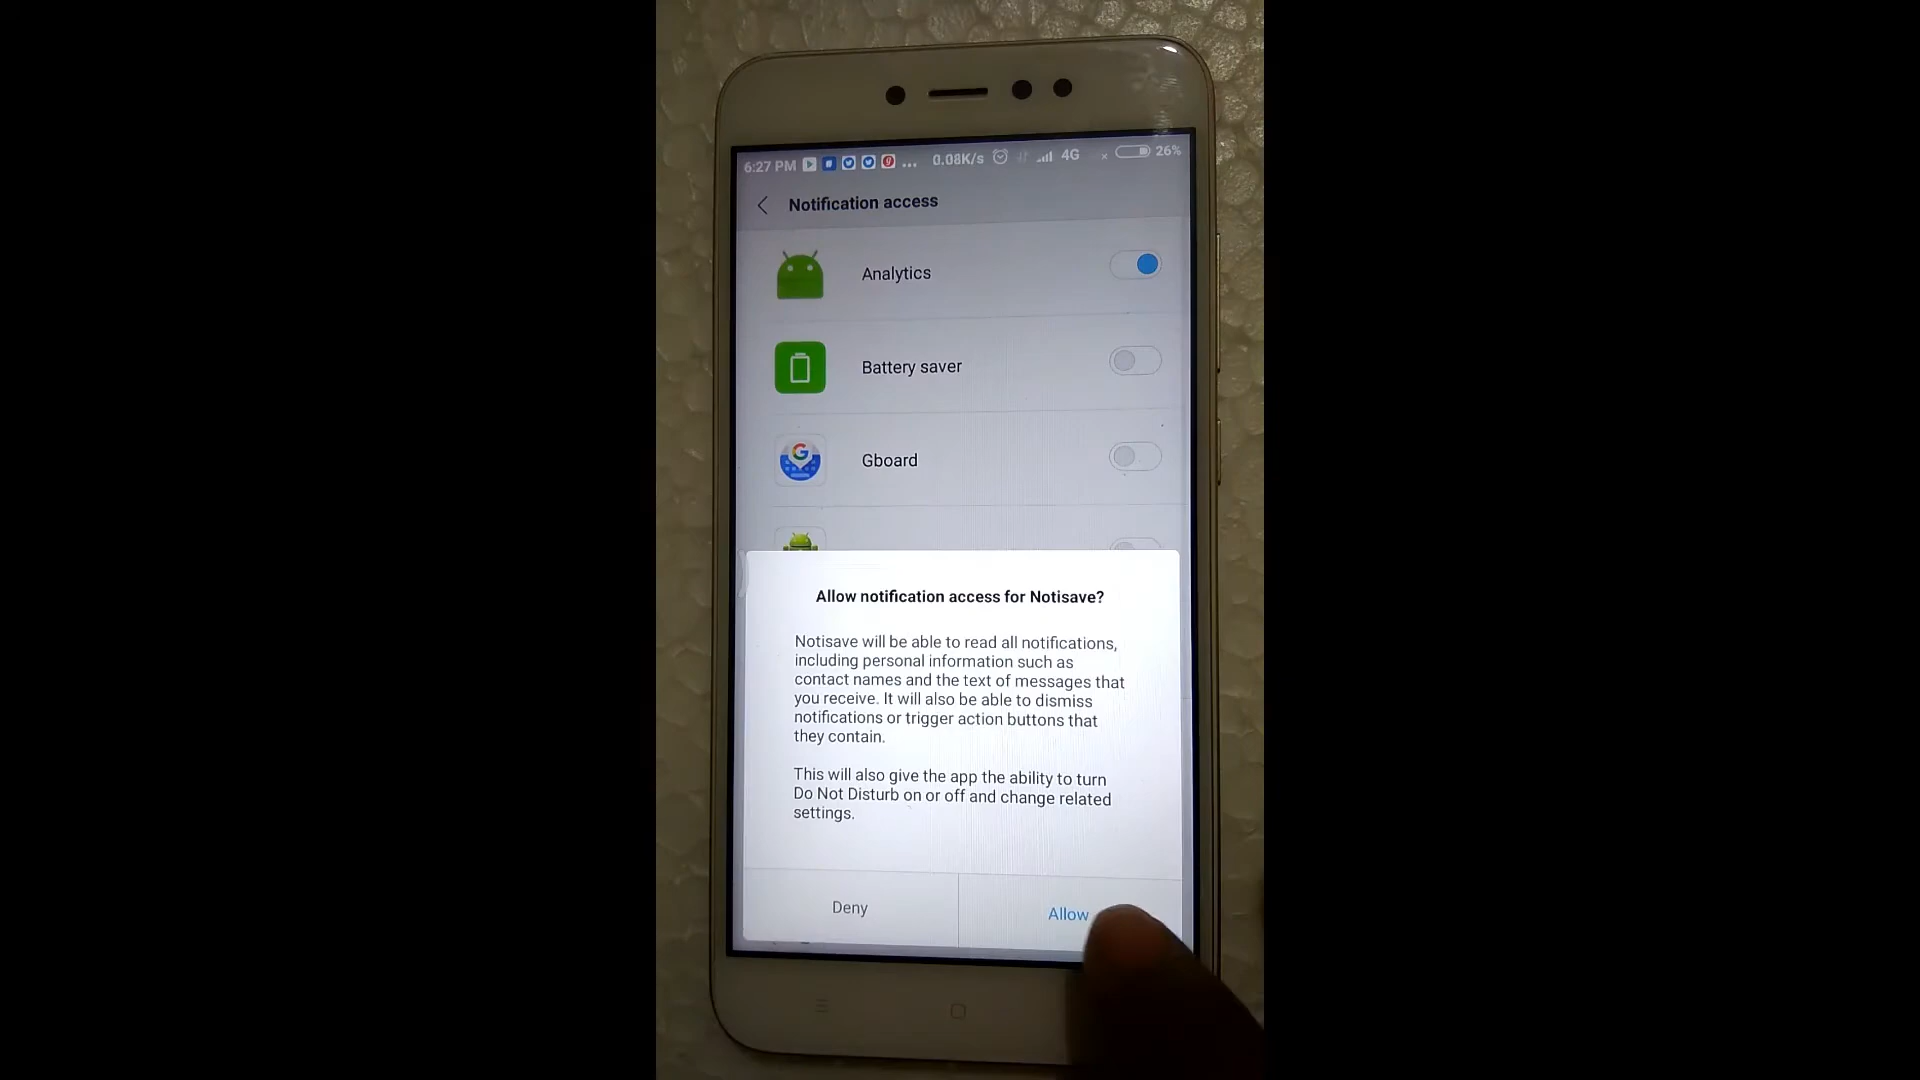 6:27 PM ... 0.08K/s 4G 26%
Notification access
Analytics
Battery saver
Gboard
Allow notification access for Notisave?
Notisave will be able to read all notifications,
including personal information such as
contact names and the text of messages that
you receive. It will also be able to dismiss
notifications or trigger action buttons that
they contain.
This will also give the app the ability to turn
Do Not Disturb on or off and change related
settings.
Deny Allow